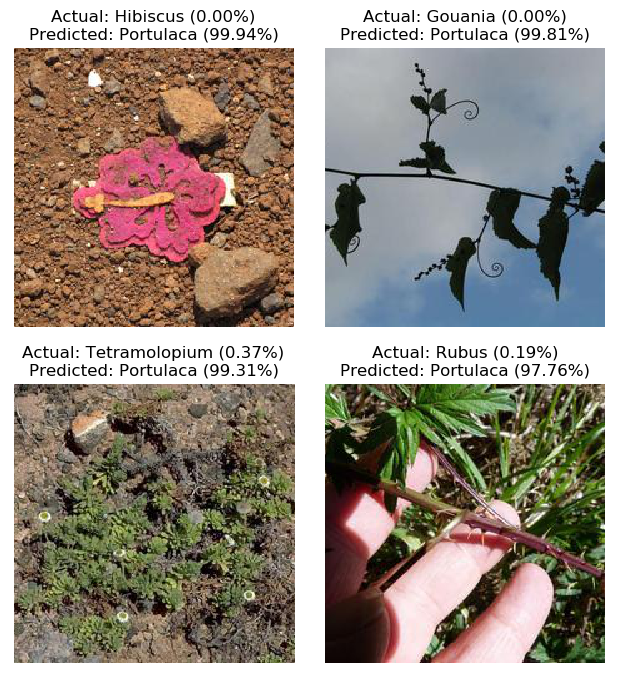 Actual: Hibiscus (0.00%)
Predicted: Portulaca (99.94%)
Actual: Gouania (0.00%)
Predicted: Portulaca (99.81%)
Actual: Tetramolopium (0.37%)
Predicted: Portulaca (99.31%)
Actual: Rubus (0.19%)
Predicted: Portulaca (97.76%)